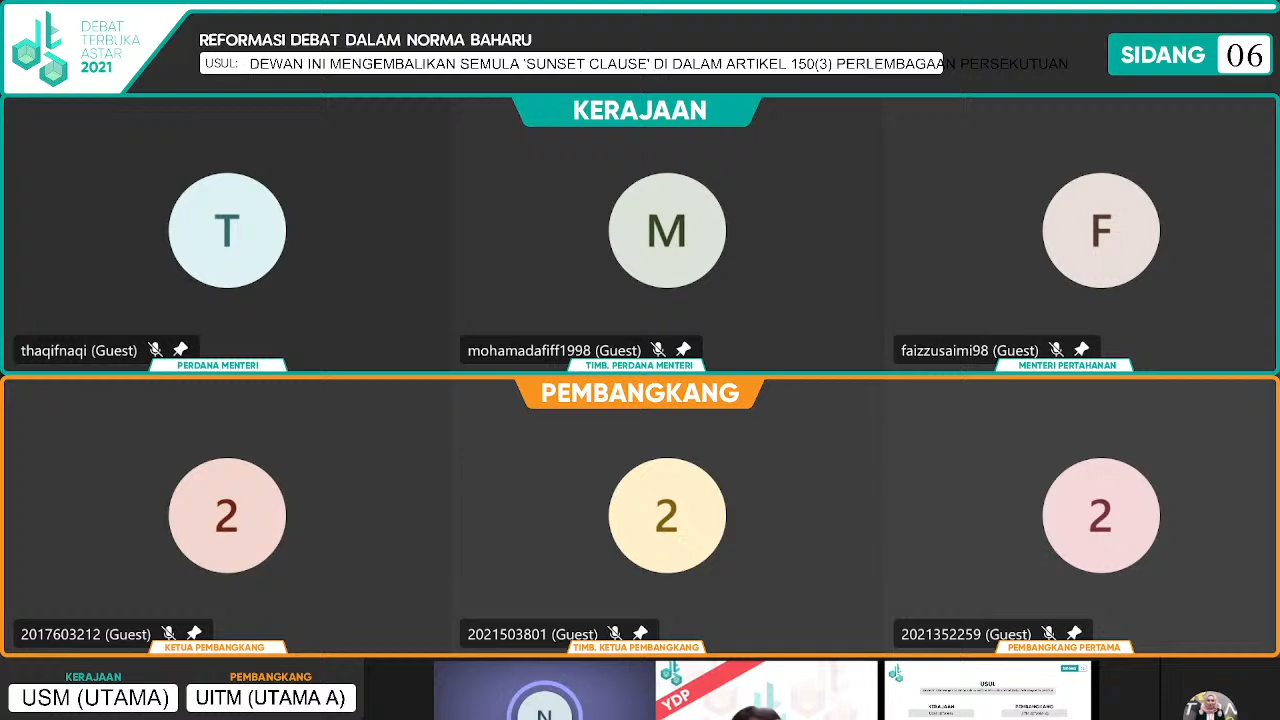 DEBAT
TERBUKA
ASTAR
2021
REFORMASI DEBAT DALAM NORMA BAHARU
USUL: DEWAN INI MENGEMBALIKAN SEMULA 'SUNSET CLAUSE' DI DALAM ARTIKEL 150(3) PERLEMBAGAAN PERSEKUTUAN
SIDANG 06
KERAJAAN
T
M
F
thaqifnaqi (Guest)
mohamadafiff1998 (Guest)
faizzusaimi98 (Guest)
PERDANA MENTERI
TIMB. PERDANA MENTERI
MENTERI PERTAHANAN
PEMBANGKANG
2
2
2
2017603212 (Guest)
2021503801 (Guest)
2021352259 (Guest)
KETUA PEMBANGKANG
TIMB. KETUA PEMBANGKANG
PEMBANGKANG PERTAMA
KERAJAAN
PEMBANGKANG
USM (UTAMA)
UITM (UTAMA A)
N
YDP
USUL
KERAJAAN
PEMBANGKANG